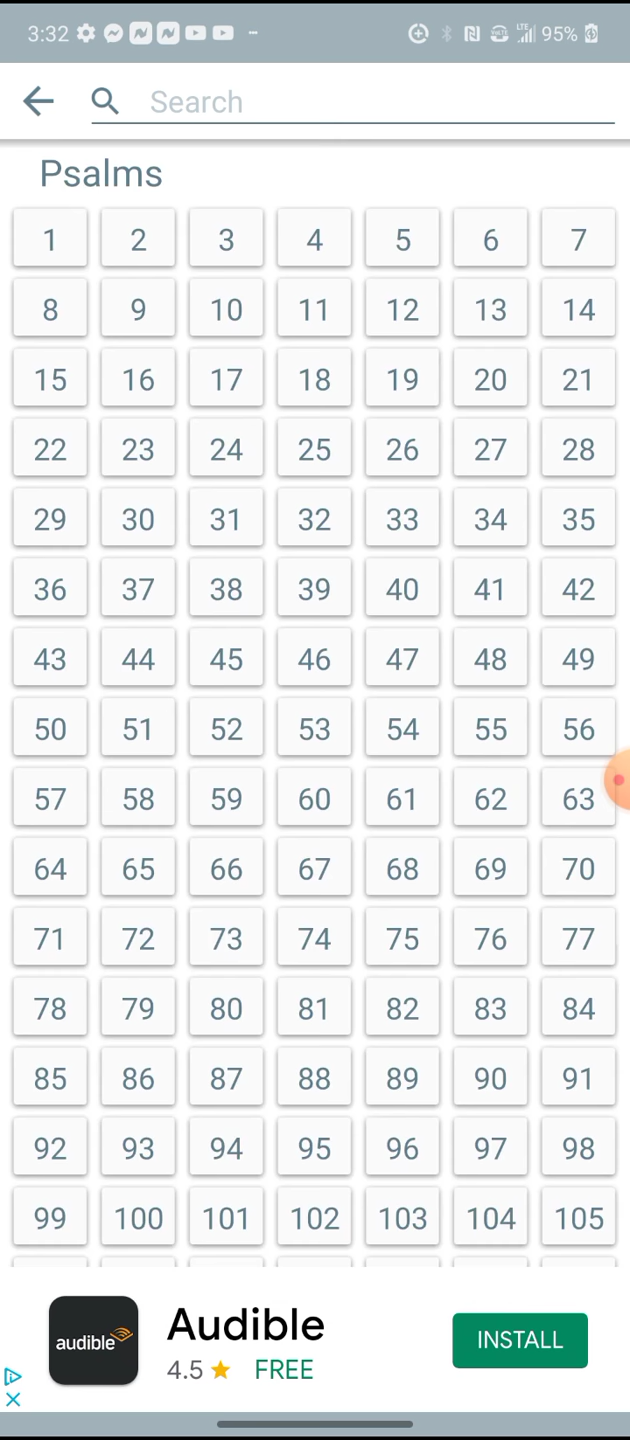 3:32 LTE 95%
Search
Psalms
1 2 3 4 5 6 7
8 9 10 11 12 13 14
15 16 17 18 19 20 21
22 23 24 25 26 27 28
29 30 31 32 33 34 35
36 37 38 39 40 41 42
43 44 45 46 47 48 49
50 51 52 53 54 55 56
57 58 59 60 61 62 63
64 65 66 67 68 69 70
71 72 73 74 75 76 77
78 79 80 81 82 83 84
85 86 87 88 89 90 91
92 93 94 95 96 97 98
99 100 101 102 103 104 105
audible
Audible
INSTALL
4.5 FREE